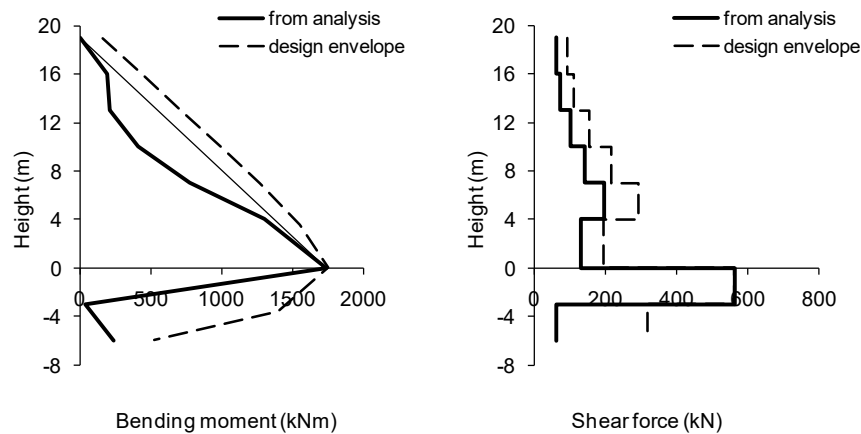 from analysis
design envelope
20
16
12
8
4
0
-4
-8
Height (m)
0 500 1000 1500 2000
Bending moment (kNm)
from analysis
design envelope
20
16
12
8
4
0
-4
-8
Height (m)
0 200 400 600 800
Shear force (kN)